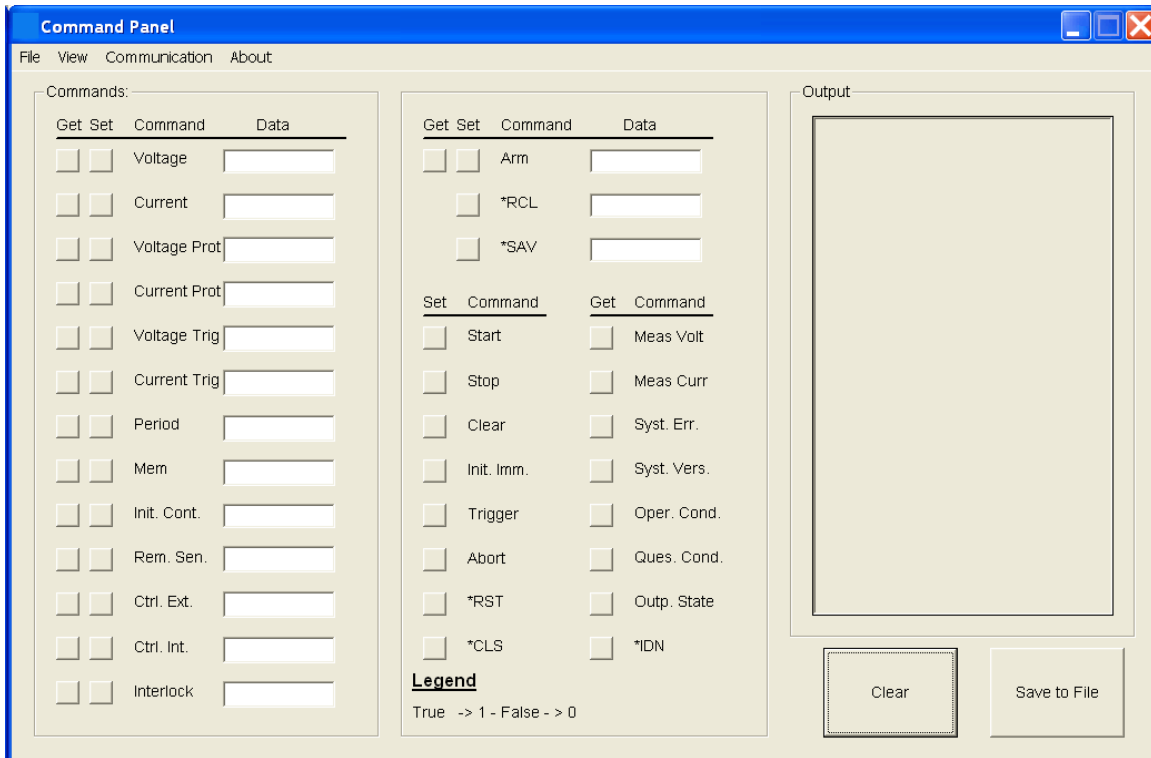 Command Panel
File View Communication About
Commands:
Get Set Command Data
Voltage
Current
Voltage Prot
Current Prot
Voltage Trig
Current Trig
Period
Mem
Init. Cont.
Rem. Sen.
Ctrl. Ext.
Ctrl. Int.
Interlock
Get Set Command Data
Arm
*RCL
*SAV
Set Command
Start
Stop
Clear
Init. Imm.
Trigger
Abort
*RST
*CLS
Get Command
Meas Volt
Meas Curr
Syst. Err.
Syst. Vers.
Oper. Cond.
Ques. Cond.
Outp. State
*IDN
Legend
True -> 1 - False - > 0
Output
Clear
Save to File